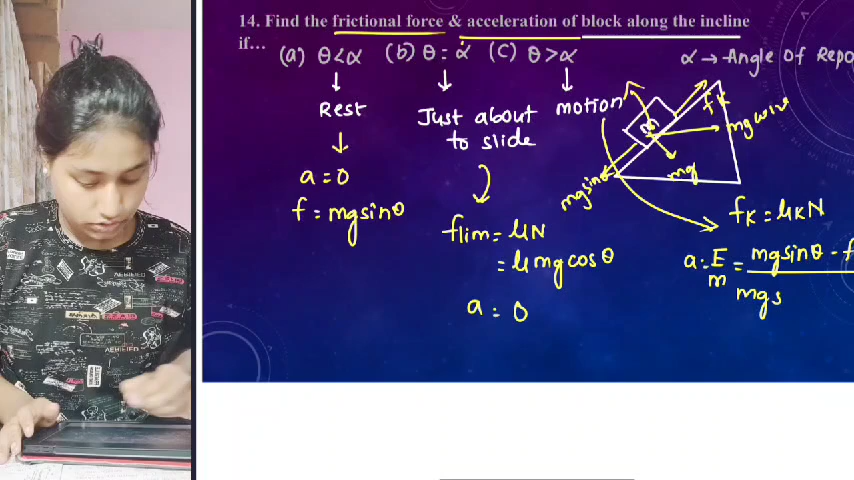 14. Find the frictional force & acceleration of block along the incline
if...
(a) θ<α (b) θ = α (c) θ>α α → Angle Of Repo
Rest
Just about
to slide
motion
a = 0
f = mgsinθ
flim = μN
= μmgcosθ
a = 0
fk
mg
mgsinθ
fk = μkN
a = F/m = mgsinθ - f
mgs